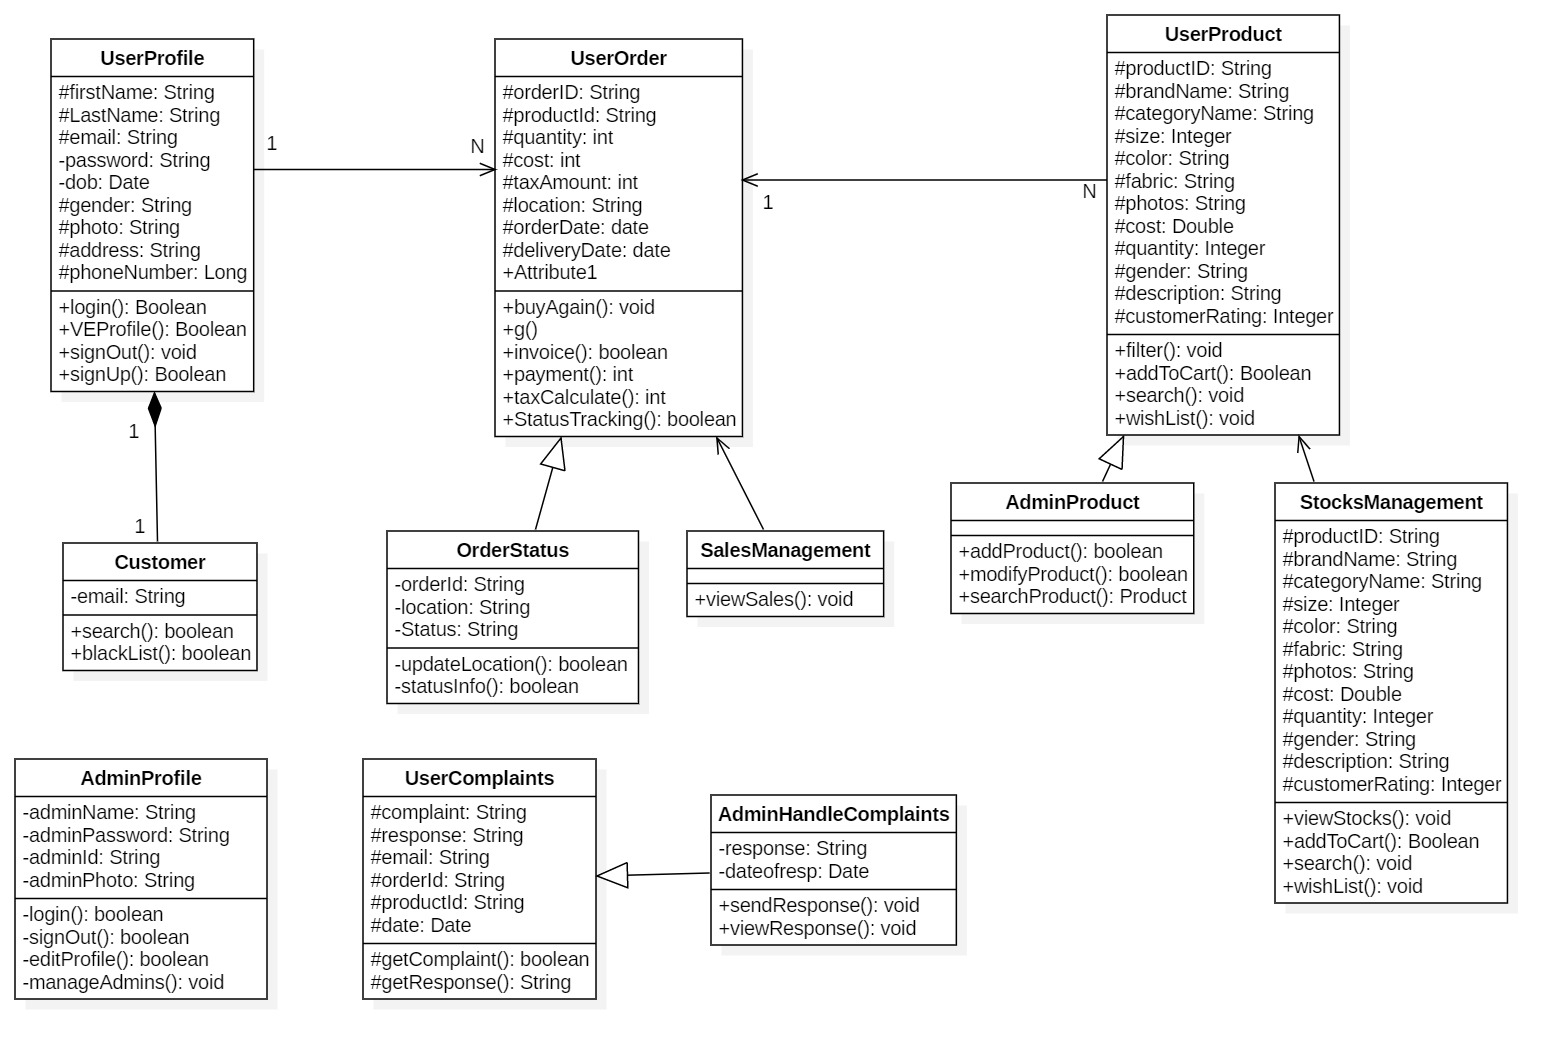 UserProfile
#firstName: String
#LastName: String
#email: String
-password: String
-dob: Date
#gender: String
#photo: String
#address: String
#phoneNumber: Long
+login(): Boolean
+VEProfile(): Boolean
+signOut(): void
+signUp(): Boolean
1
N
UserOrder
#orderID: String
#productId: String
#quantity: int
#cost: int
#taxAmount: int
#location: String
#orderDate: date
#deliveryDate: date
+Attribute1
+buyAgain(): void
+g()
+invoice(): boolean
+payment(): int
+taxCalculate(): int
+StatusTracking(): boolean
1
N
UserProduct
#productID: String
#brandName: String
#categoryName: String
#size: Integer
#color: String
#fabric: String
#photos: String
#cost: Double
#quantity: Integer
#gender: String
#description: String
#customerRating: Integer
+filter(): void
+addToCart(): Boolean
+search(): void
+wishList(): void
1
1
Customer
-email: String
+search(): boolean
+blackList(): boolean
OrderStatus
-orderId: String
-location: String
-Status: String
-updateLocation(): boolean
-statusInfo(): boolean
SalesManagement
+viewSales(): void
AdminProduct
+addProduct(): boolean
+modifyProduct(): boolean
+searchProduct(): Product
StocksManagement
#productID: String
#brandName: String
#categoryName: String
#size: Integer
#color: String
#fabric: String
#photos: String
#cost: Double
#quantity: Integer
#gender: String
#description: String
#customerRating: Integer
+viewStocks(): void
+addToCart(): Boolean
+search(): void
+wishList(): void
AdminProfile
-adminName: String
-adminPassword: String
-adminId: String
-adminPhoto: String
-login(): boolean
-signOut(): boolean
-editProfile(): boolean
-manageAdmins(): void
UserComplaints
#complaint: String
#response: String
#email: String
#orderId: String
#productId: String
#date: Date
#getComplaint(): boolean
#getResponse(): String
AdminHandleComplaints
-response: String
-dateofresp: Date
+sendResponse(): void
+viewResponse(): void